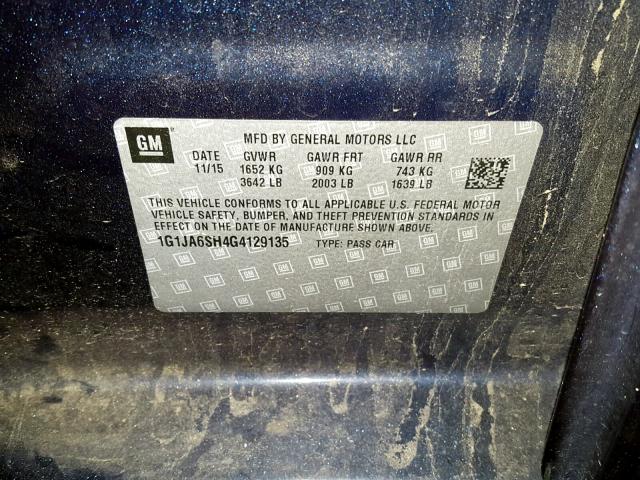 GM ®
MFD BY GENERAL MOTORS LLC
DATE GVWR GAWR FRT GAWR RR
11/15 1652 KG 909 KG 743 KG
3642 LB 2003 LB 1639 LB
THIS VEHICLE CONFORMS TO ALL APPLICABLE U.S. FEDERAL MOTOR
VEHICLE SAFETY, BUMPER, AND THEFT PREVENTION STANDARDS IN
EFFECT ON THE DATE OF MANUFACTURE SHOWN ABOVE.
1G1JA6SH4G4129135 TYPE: PASS CAR